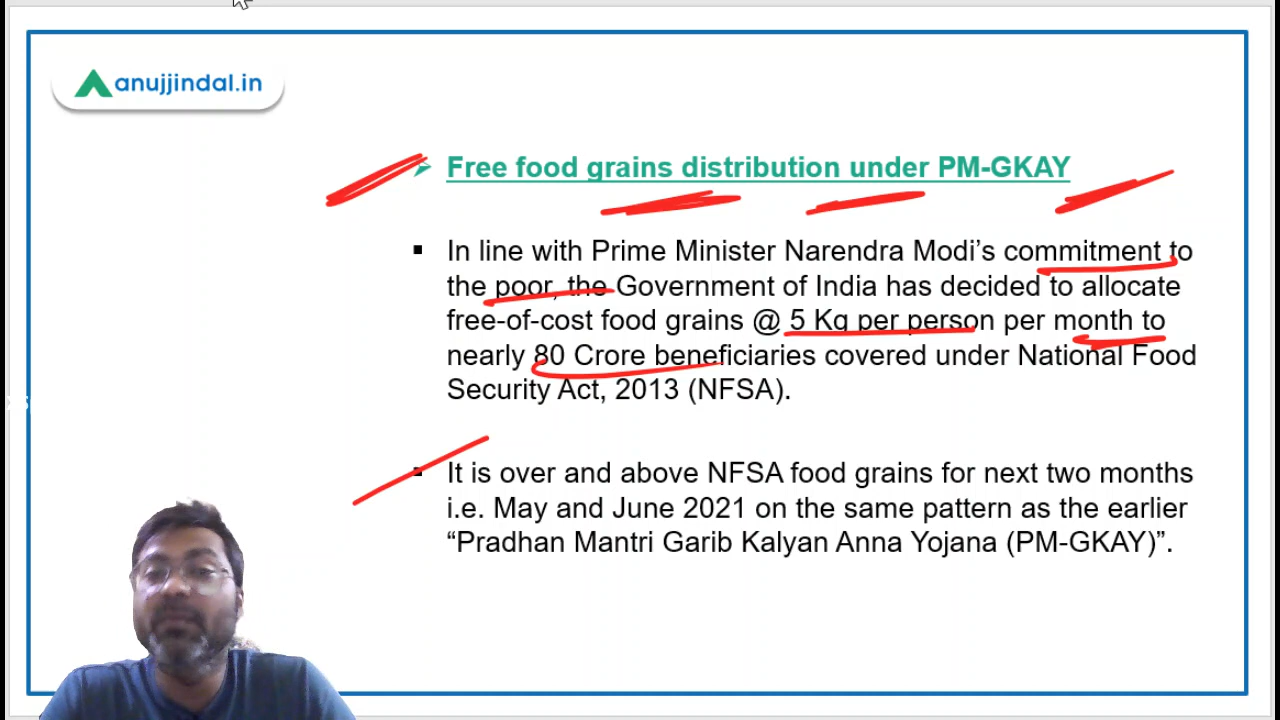 anujjindal.in
Free food grains distribution under PM-GKAY
In line with Prime Minister Narendra Modi’s commitment to
the poor, the Government of India has decided to allocate
free-of-cost food grains @ 5 Kg per person per month to
nearly 80 Crore beneficiaries covered under National Food
Security Act, 2013 (NFSA).
It is over and above NFSA food grains for next two months
i.e. May and June 2021 on the same pattern as the earlier
“Pradhan Mantri Garib Kalyan Anna Yojana (PM-GKAY)”.